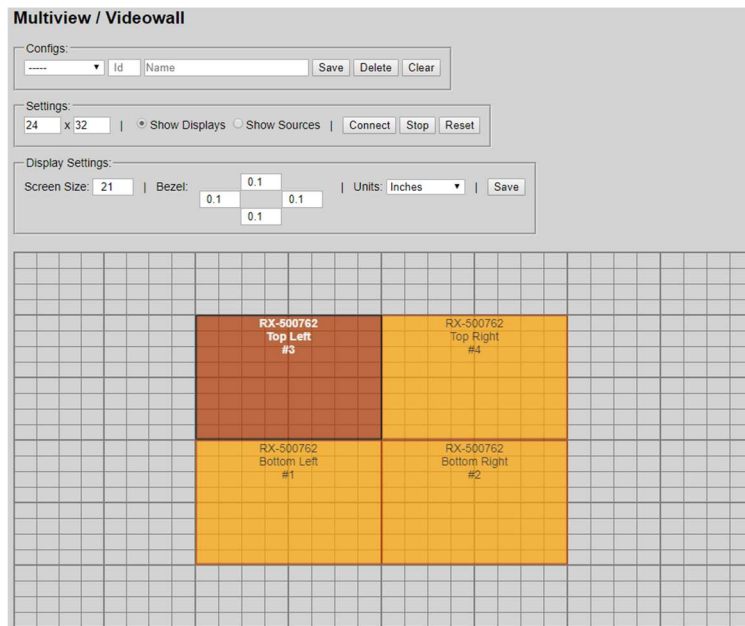 Multiview / Videowall
Configs:
----- Id Name Save Delete Clear
Settings:
24 x 32 | Show Displays Show Sources | Connect Stop Reset
Display Settings:
0.1
Screen Size: 21 | Bezel: | Units: Inches | Save
0.1 0.1
0.1
RX-500762
Top Left
#3
RX-500762
Top Right
#4
RX-500762
Bottom Left
#1
RX-500762
Bottom Right
#2